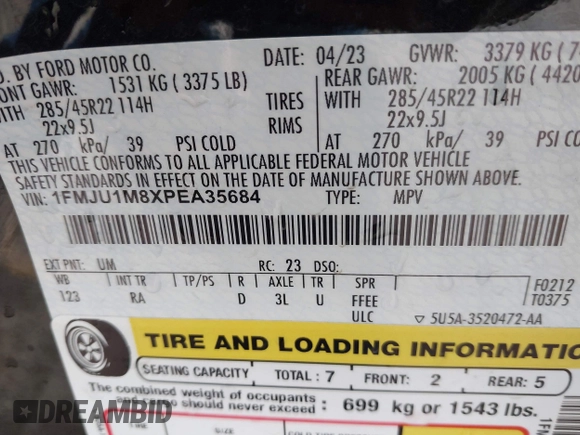 D. BY FORD MOTOR CO. DATE: 04/23 GVWR: 3379 KG
GAWR: 1531 KG ( 3375 LB) REAR GAWR: 2005 KG ( 4420
WITH 285/45R22 114H TIRES WITH 285/45R22 114H
22x9.5J RIMS 22x9.5J
AT 270 kPa/ 39 PSI COLD AT 270 kPa/ 39 PSI CO
THIS VEHICLE CONFORMS TO ALL APPLICABLE FEDERAL MOTOR VEHICLE
SAFETY STANDARDS IN EFFECT ON THE DATE OF MANUFACTURE SHOWN ABOVE.
VIN: 1FMJU1M8XPEA35684 TYPE: MPV
EXT PNT: UM RC: 23 DSO:
WB INT TR TP/PS R AXLE TR SPR F0212
123 RA D 3L U FFEE T0375
ULC ▽ 5U5A-3520472-AA
TIRE AND LOADING INFORMATION
SEATING CAPACITY TOTAL : 7 FRONT: 2 REAR: 5
The combined weight of occupants
should never exceed : 699 kg or 1543 lbs.
SIZE
DREAMBID